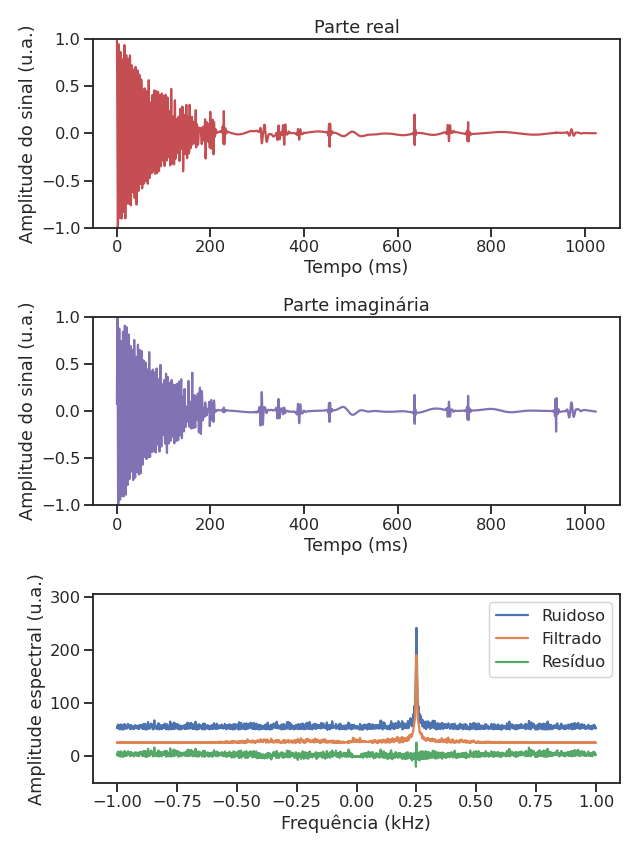 Parte real
Amplitude do sinal (u.a.)
1.0
0.5
0.0
−0.5
−1.0
0 200 400 600 800 1000
Tempo (ms)
Parte imaginária
Amplitude do sinal (u.a.)
1.0
0.5
0.0
−0.5
−1.0
0 200 400 600 800 1000
Tempo (ms)
Amplitude espectral (u.a.)
300
200
100
0
Ruidoso
Filtrado
Resíduo
−1.00 −0.75 −0.50 −0.25 0.00 0.25 0.50 0.75 1.00
Frequência (kHz)